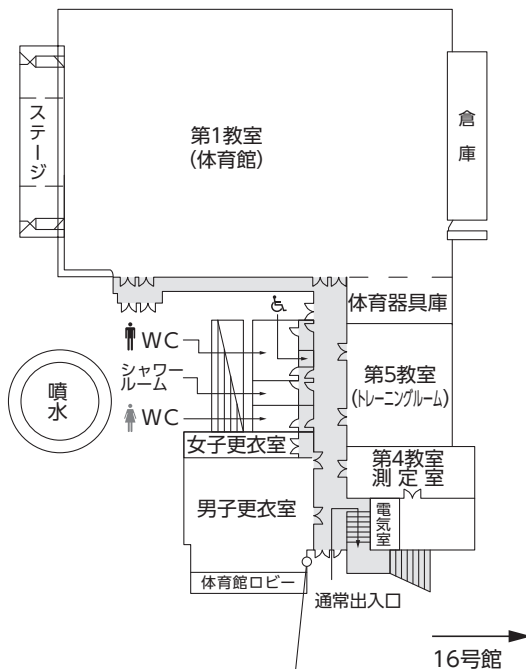 ステージ
第1教室
(体育館)
倉庫
体育器具庫
WC
シャワー
ルーム
WC
噴水
第5教室
(トレーニングルーム)
女子更衣室
第4教室
測定室
男子更衣室
電気室
体育館ロビー
通常出入口
16号館